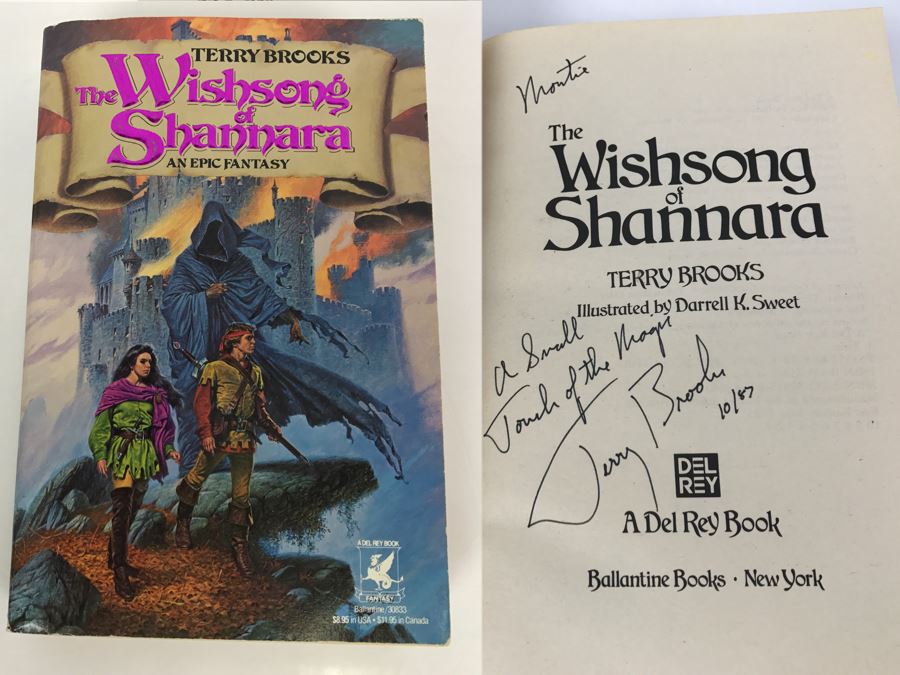 TERRY BROOKS
The Wishsong
of
Shannara
AN EPIC FANTASY
A DEL REY BOOK
FANTASY
Ballantine/30833
$8.95 in USA • $11.95 in Canada
Montie
The
Wishsong
of
Shannara
TERRY BROOKS
Illustrated by Darrell K. Sweet
A Small
Touch of the Magic
Terry Brooks
10/87
DEL
REY
A Del Rey Book
Ballantine Books • New York